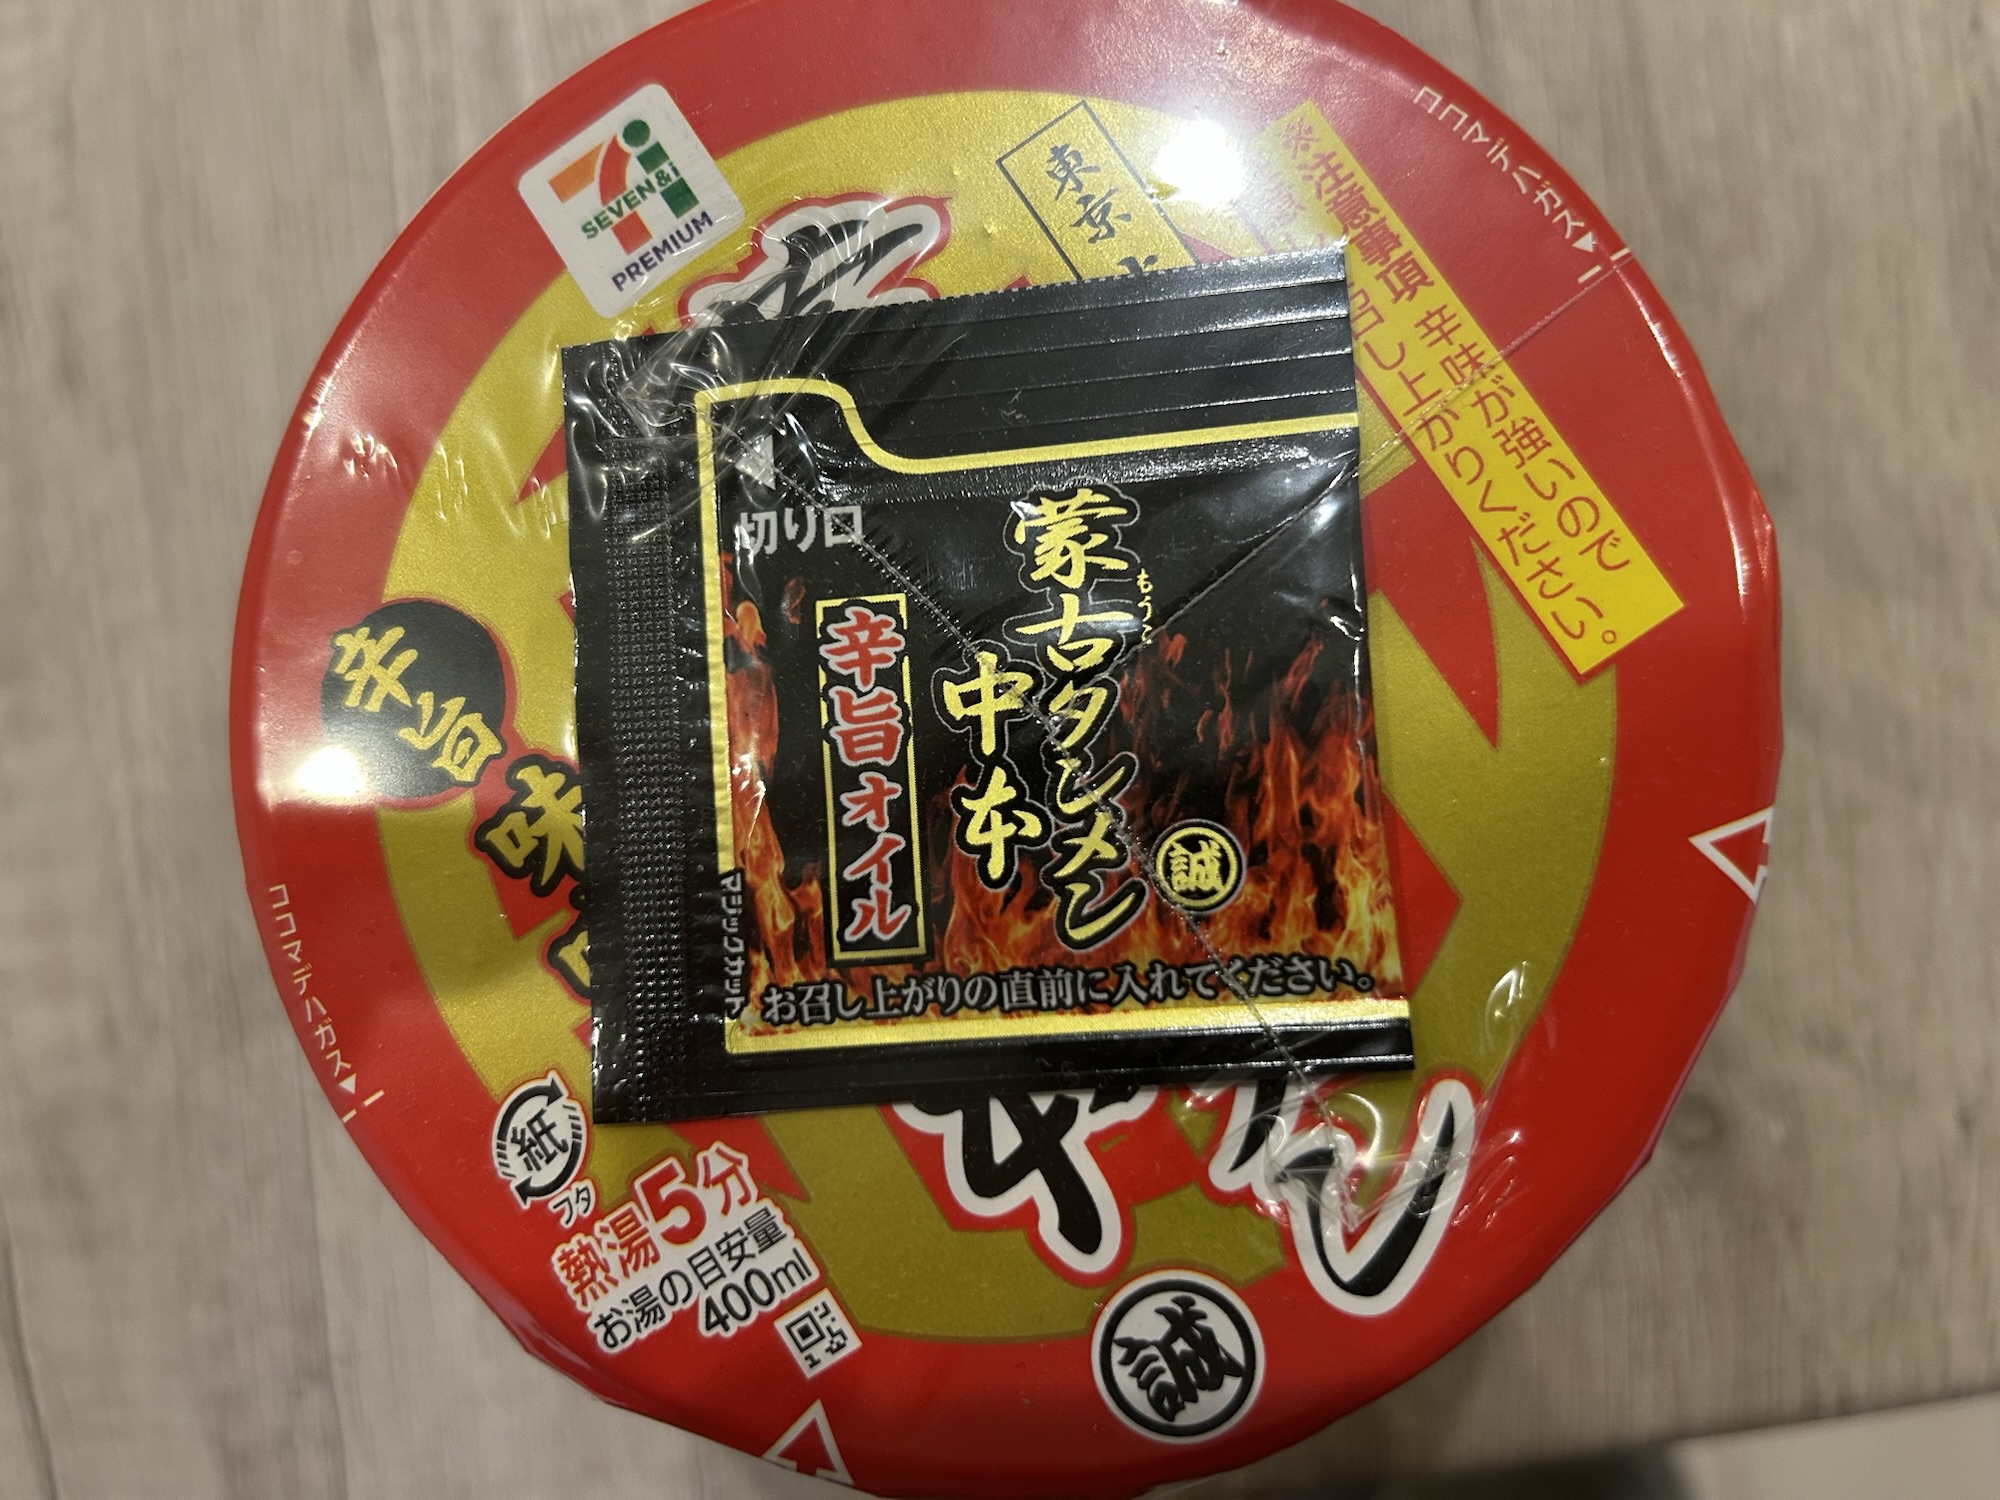 SEVEN&i
PREMIUM
東京
※注意事項 辛味が強いので
召し上がりください。
ココマデハガス▼
切り口
蒙古タンメン
もうこ
中本
辛旨オイル
誠
マジックカット
お召し上がりの直前に入れてください。
辛旨
味
ココマデハガス▼
紙
フタ
熱湯5分
お湯の目安量
400ml
1
誠